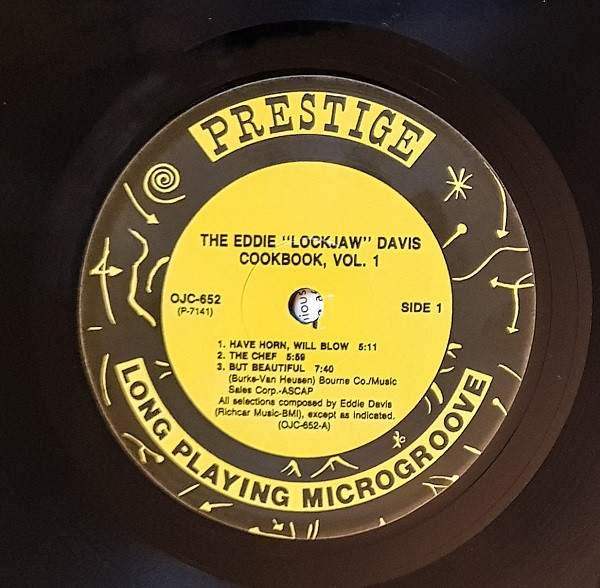 PRESTIGE
THE EDDIE "LOCKJAW" DAVIS
COOKBOOK, VOL. 1
OJC-652
(P-7141)
SIDE 1
1. HAVE HORN, WILL BLOW 5:11
2. THE CHEF 5:59
3. BUT BEAUTIFUL 7:40
(Burke-Van Heusen) Bourne Co./Music
Sales Corp.-ASCAP
All selections composed by Eddie Davis
(Richcar Music-BMI), except as indicated.
(OJC-652-A)
LONG PLAYING MICROGROOVE